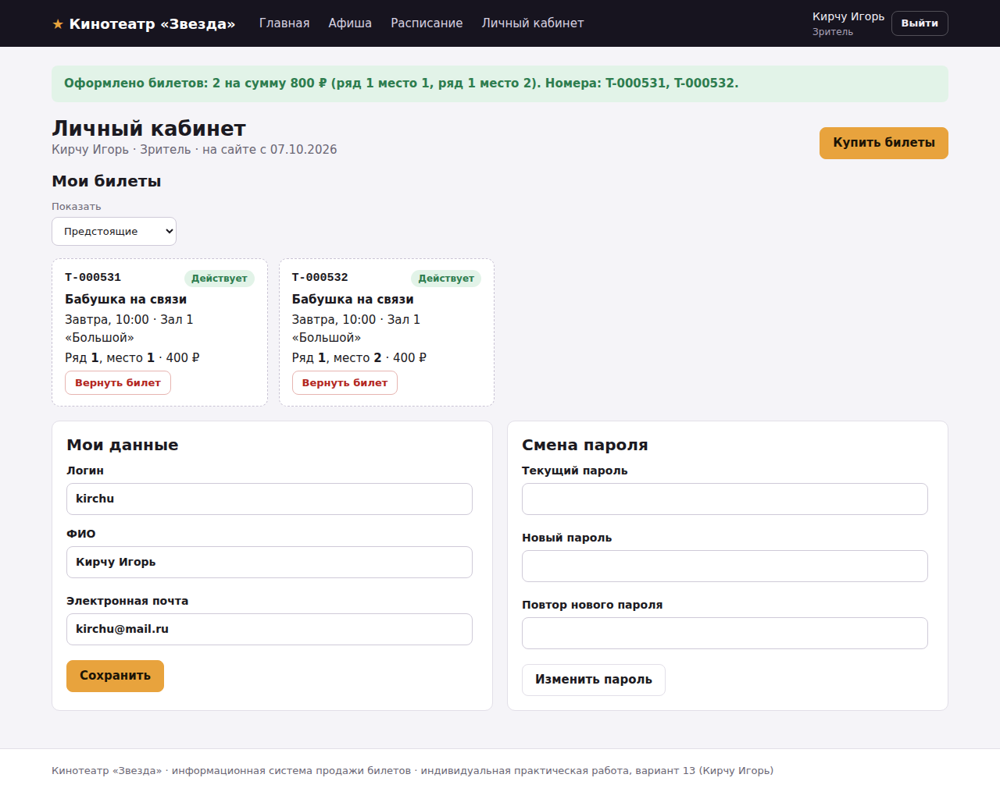 ★ Кинотеатр «Звезда»
Главная
Афиша
Расписание
Личный кабинет
Кирчу Игорь
Зритель
Выйти
Оформлено билетов: 2 на сумму 800 ₽ (ряд 1 место 1, ряд 1 место 2). Номера: T-000531, T-000532.
Личный кабинет
Кирчу Игорь · Зритель · на сайте с 07.10.2026
Купить билеты
Мои билеты
Показать
Предстоящие
T-000531
Действует
Бабушка на связи
Завтра, 10:00 · Зал 1
«Большой»
Ряд 1, место 1 · 400 ₽
Вернуть билет
T-000532
Действует
Бабушка на связи
Завтра, 10:00 · Зал 1
«Большой»
Ряд 1, место 2 · 400 ₽
Вернуть билет
Мои данные
Логин
kirchu
ФИО
Кирчу Игорь
Электронная почта
kirchu@mail.ru
Сохранить
Смена пароля
Текущий пароль
Новый пароль
Повтор нового пароля
Изменить пароль
Кинотеатр «Звезда» · информационная система продажи билетов · индивидуальная практическая работа, вариант 13 (Кирчу Игорь)